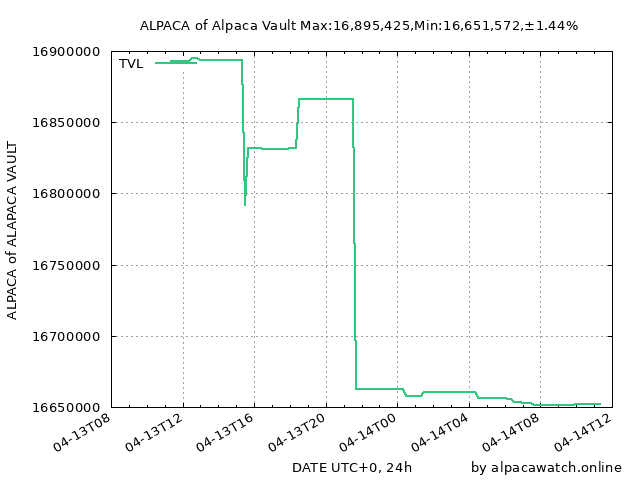 ALPACA of Alpaca Vault Max:16,895,425,Min:16,651,572,±1.44%
16900000
TVL
16850000
16800000
ALPACA of ALAPACA VAULT
16750000
16700000
16650000
04-13T08
04-13T12
04-13T16
04-13T20
04-14T00
04-14T04
04-14T08
04-14T12
DATE UTC+0, 24h
by alpacawatch.online